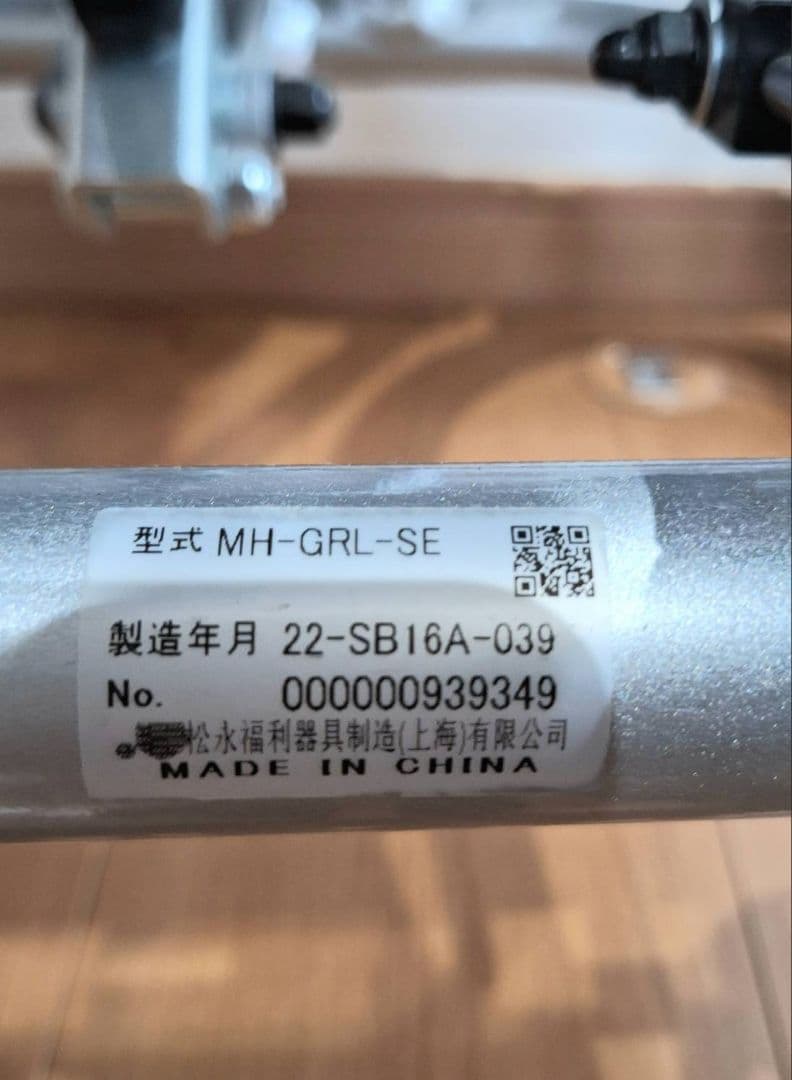 型式 MH-GRL-SE
製造年月 22-SB16A-039
No. 000000939349
松永福利器具制造(上海)有限公司
MADE IN CHINA